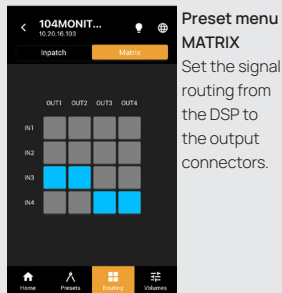 104MONIT...
10.20.16.103
Inpatch Matrix
OUT1 OUT2 OUT3 OUT4
IN1
IN2
IN3
IN4
Home Presets Routing Volumes
Preset menu
MATRIX
Set the signal
routing from
the DSP to
the output
connectors.